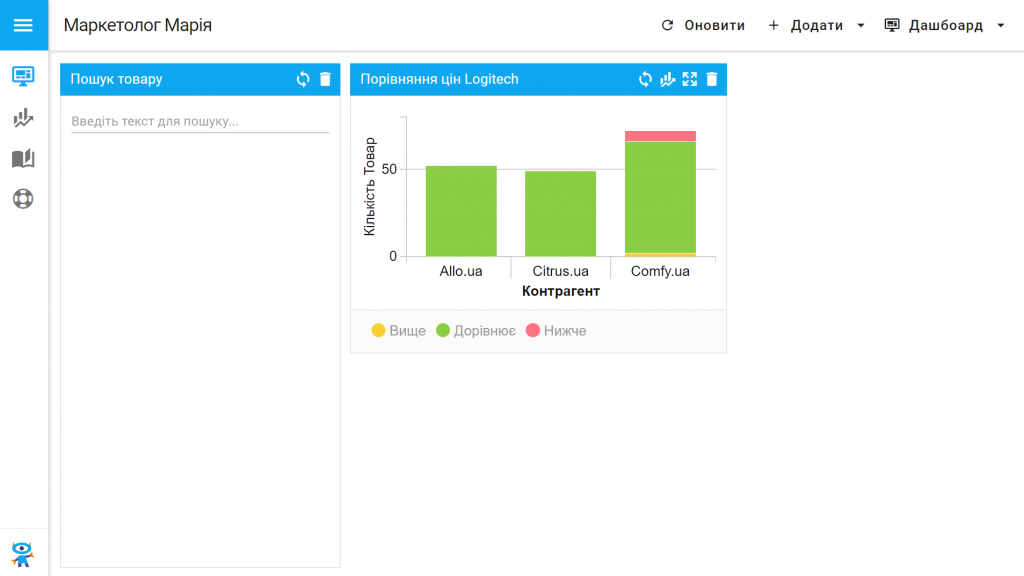 Маркетолог Марія
Оновити
Додати
Дашбоард
Пошук товару
Введіть текст для пошуку...
Порівняння цін Logitech
Кількість Товар
50
0
Allo.ua
Citrus.ua
Comfy.ua
Контрагент
Вище
Дорівнює
Нижче